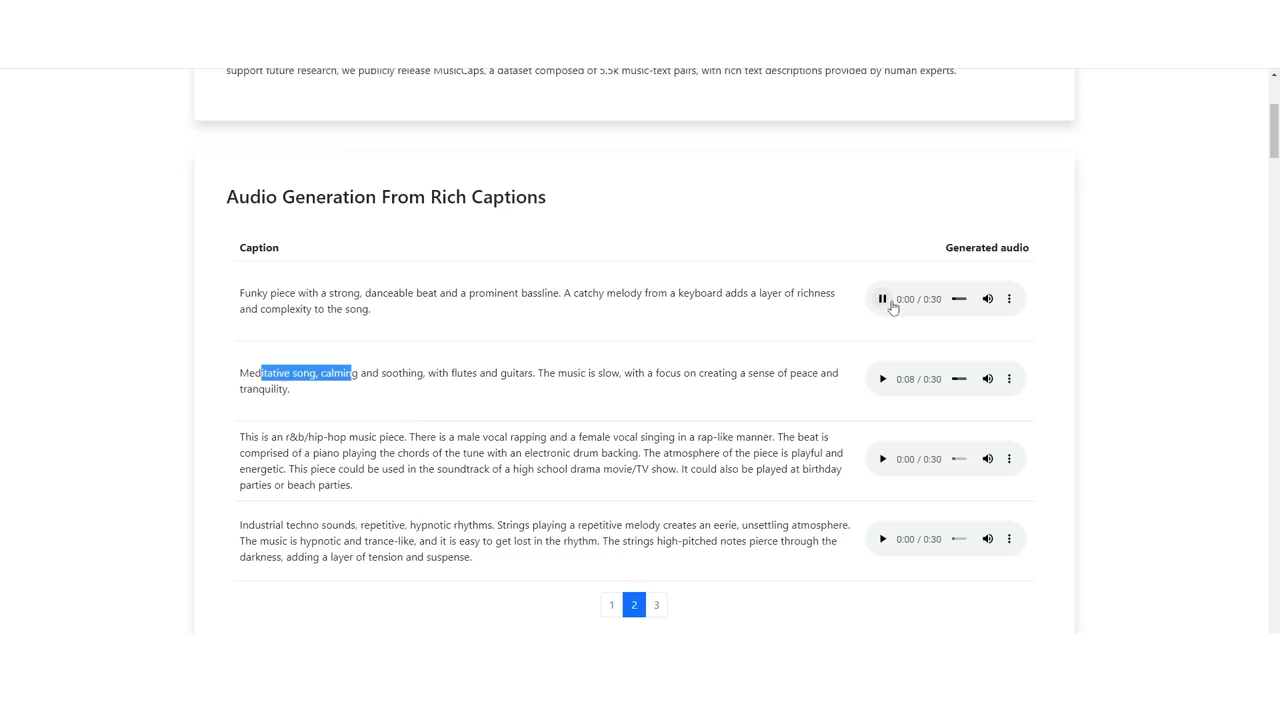 support future research, we publicly release MusicCaps, a dataset composed of 5.5k music-text pairs, with rich text descriptions provided by human experts.
Audio Generation From Rich Captions
Caption Generated audio
Funky piece with a strong, danceable beat and a prominent bassline. A catchy melody from a keyboard adds a layer of richness
and complexity to the song.
0:00 / 0:30
Meditative song, calming and soothing, with flutes and guitars. The music is slow, with a focus on creating a sense of peace and
tranquility.
0:08 / 0:30
This is an r&b/hip-hop music piece. There is a male vocal rapping and a female vocal singing in a rap-like manner. The beat is
comprised of a piano playing the chords of the tune with an electronic drum backing. The atmosphere of the piece is playful and
energetic. This piece could be used in the soundtrack of a high school drama movie/TV show. It could also be played at birthday
parties or beach parties.
0:00 / 0:30
Industrial techno sounds, repetitive, hypnotic rhythms. Strings playing a repetitive melody creates an eerie, unsettling atmosphere.
The music is hypnotic and trance-like, and it is easy to get lost in the rhythm. The strings high-pitched notes pierce through the
darkness, adding a layer of tension and suspense.
0:00 / 0:30
1 2 3